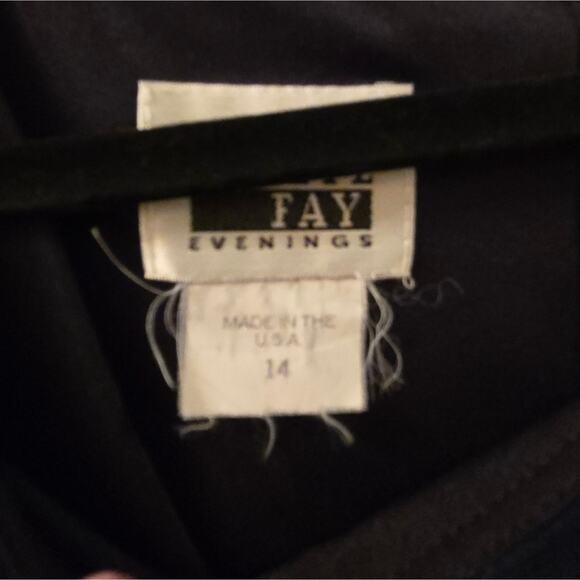 FAY
EVENINGS
MADE IN THE
U.S.A.
14